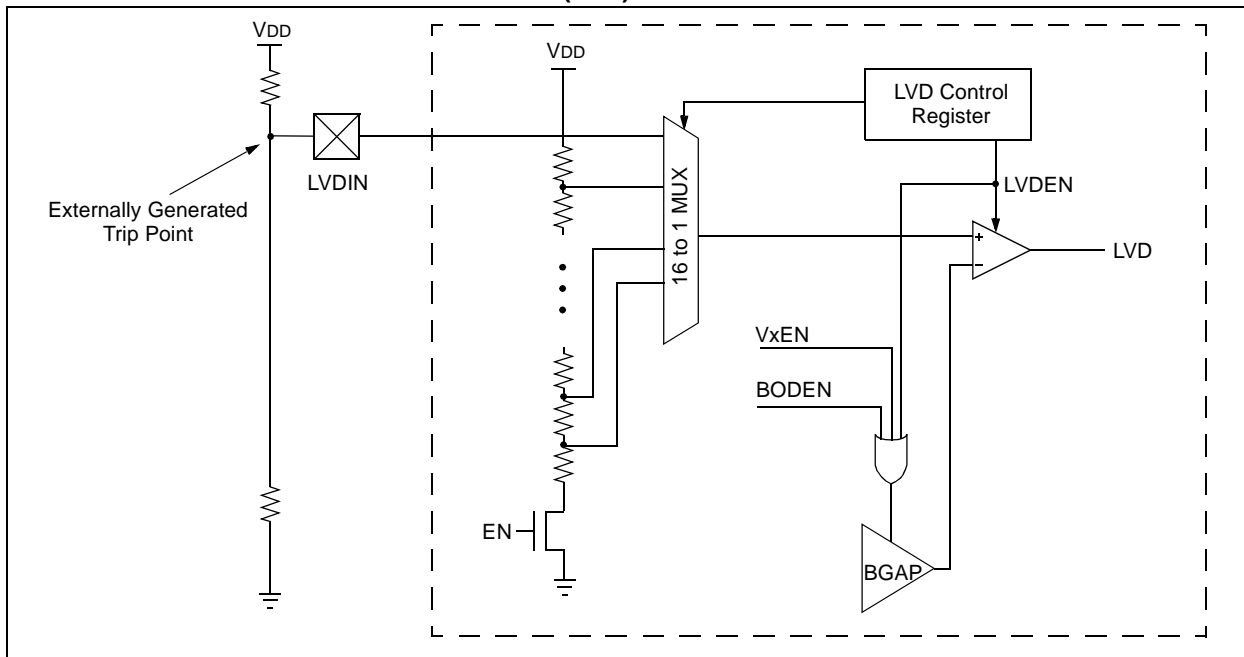 VDD
VDD
LVD Control
Register
LVDIN
LVDEN
Externally Generated
Trip Point
16 to 1 MUX
+
–
LVD
VxEN
BODEN
EN
BGAP